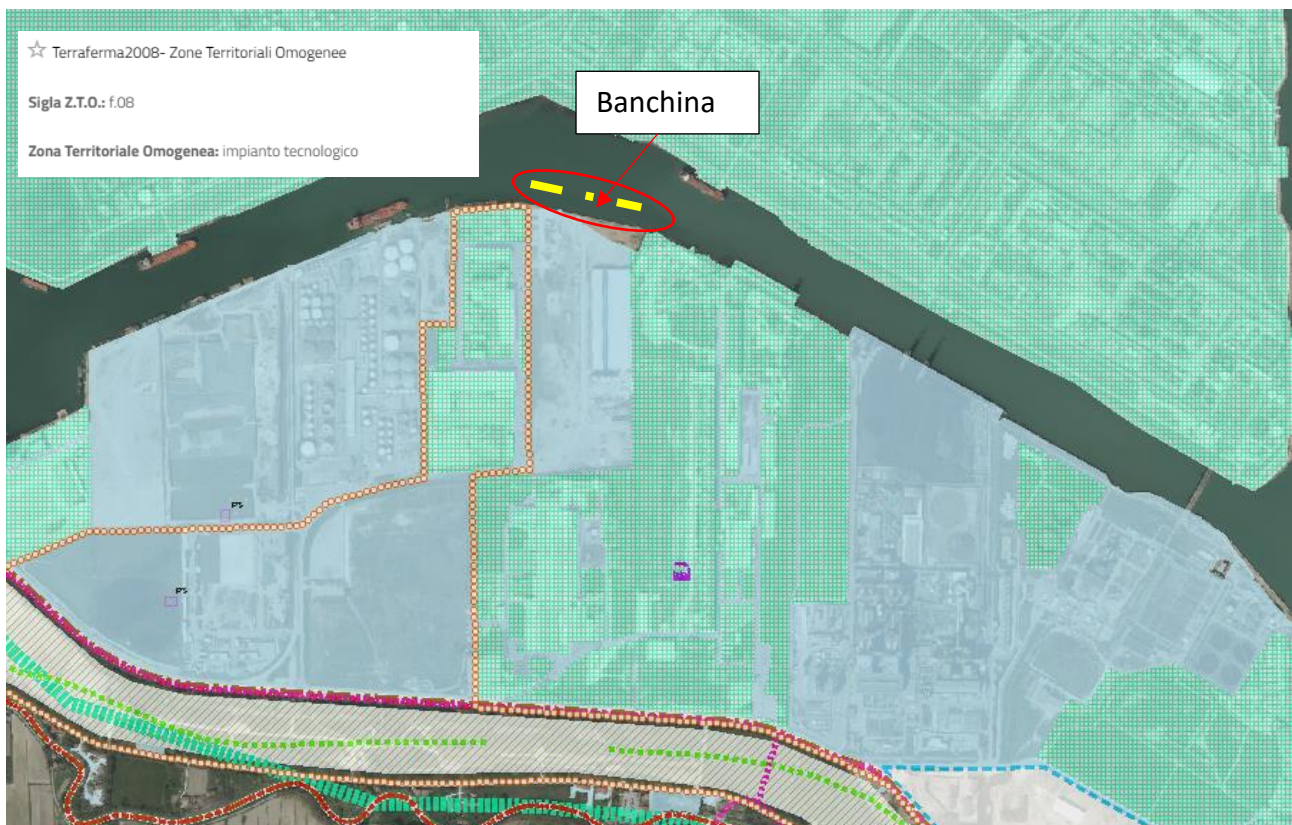 ☆ Terraferma2008- Zone Territoriali Omogenee
Sigla Z.T.O.: f.08
Zona Territoriale Omogenea: impianto tecnologico
Banchina